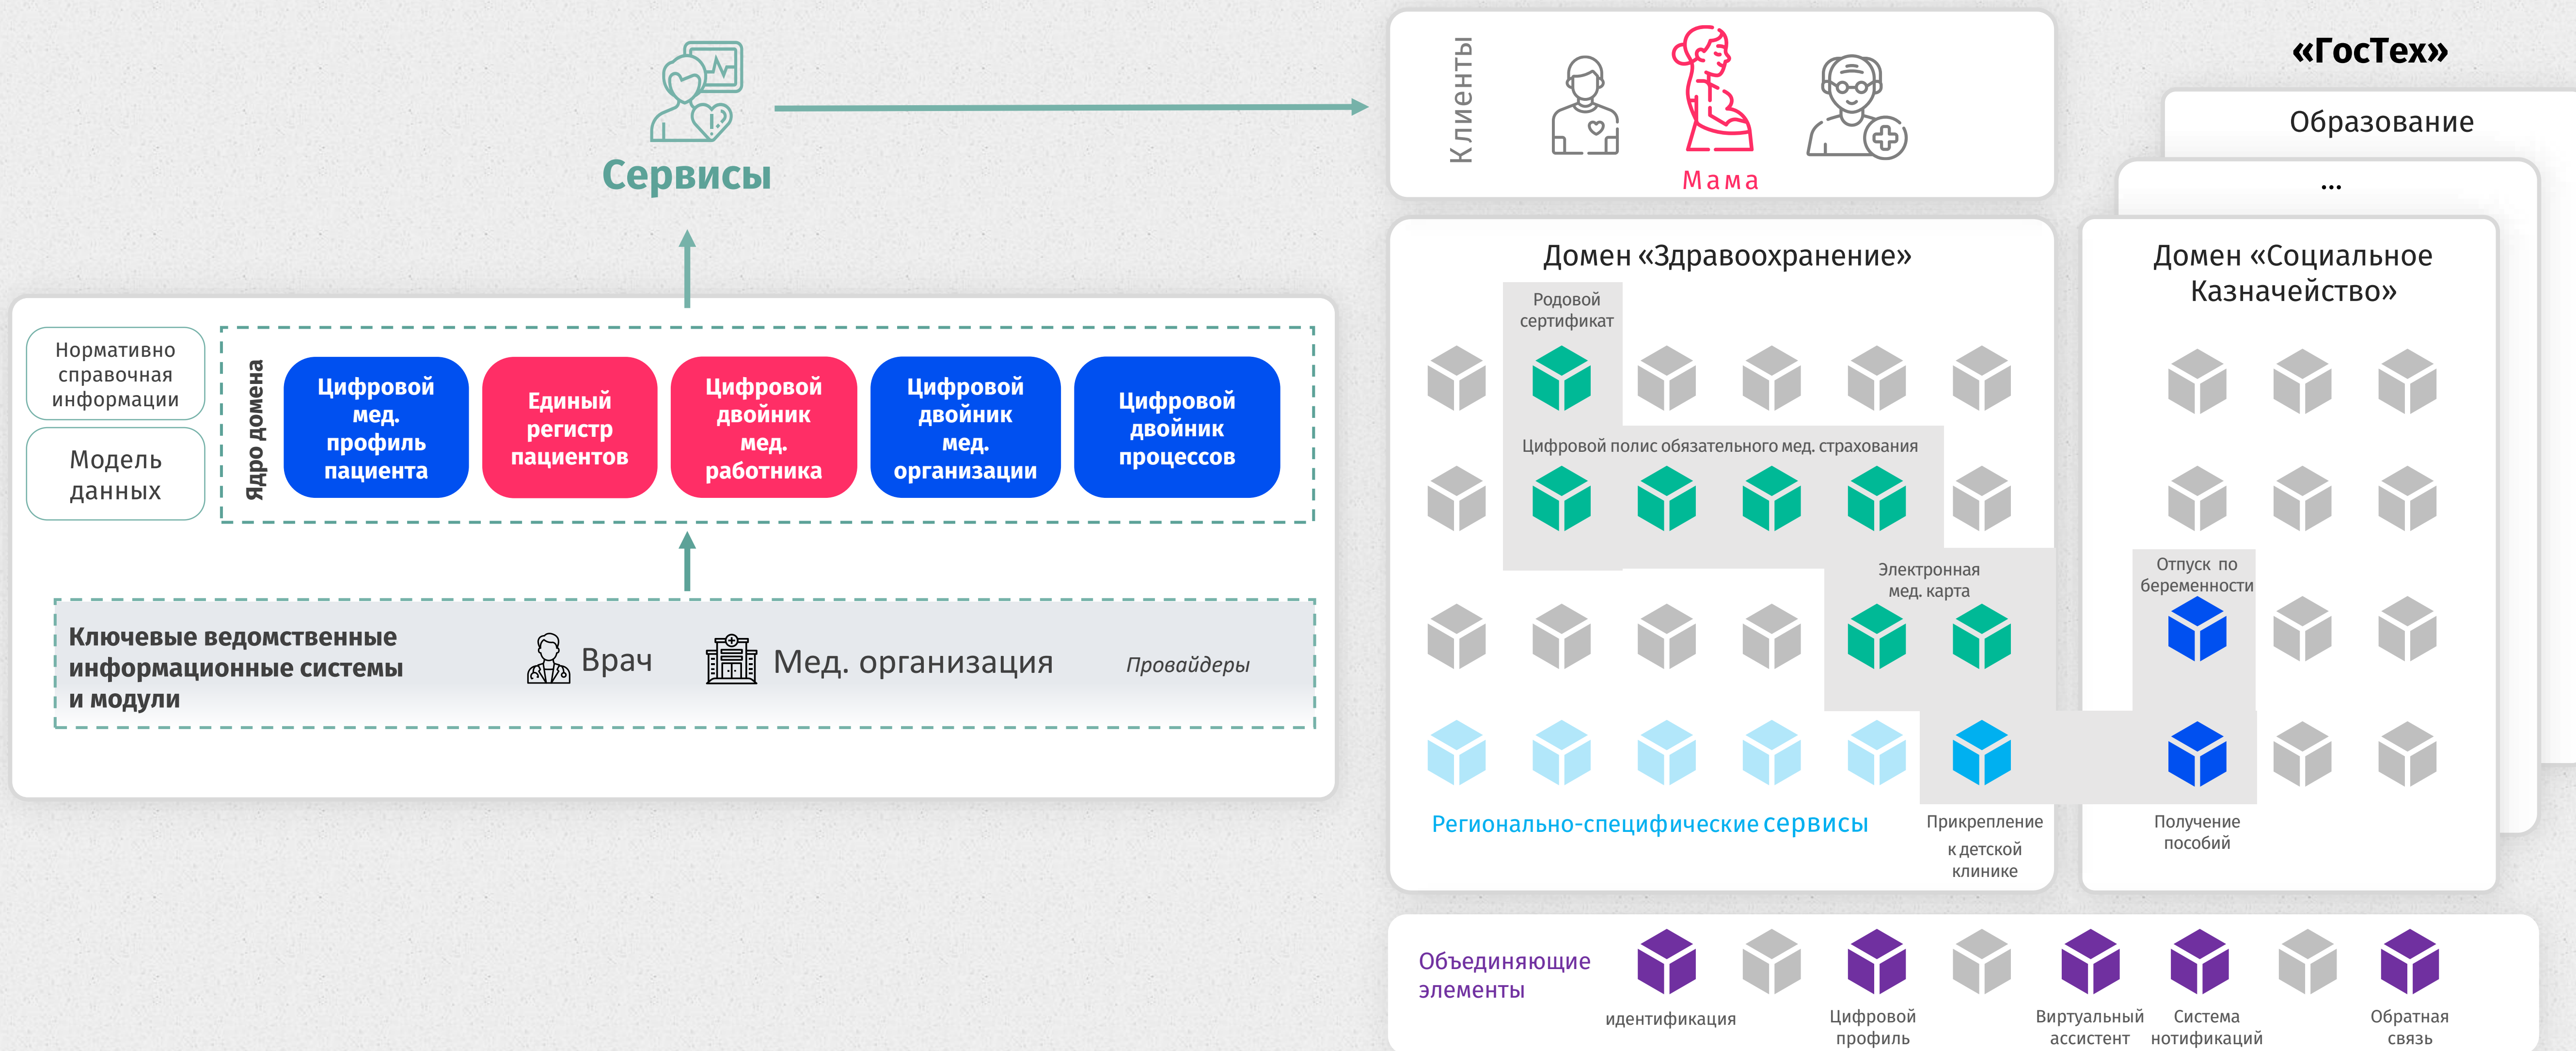 Сервисы
Нормативно
справочная
информации
Модель
данных
Ядро домена
Цифровой
мед.
профиль
пациента
Единый
регистр
пациентов
Цифровой
двойник
мед.
работника
Цифровой
двойник
мед.
организации
Цифровой
двойник
процессов
Ключевые ведомственные
информационные системы
и модули
Врач
Мед. организация
Провайдеры
Клиенты
Мама
«ГосТех»
Образование
...
Домен «Здравоохранение»
Родовой
сертификат
Цифровой полис обязательного мед. страхования
Электронная
мед. карта
Регионально-специфические сервисы
Прикрепление
к детской
клинике
Домен «Социальное
Казначейство»
Отпуск по
беременности
Получение
пособий
Объединяющие
элементы
идентификация
Цифровой
профиль
Виртуальный
ассистент
Система
нотификаций
Обратная
связь